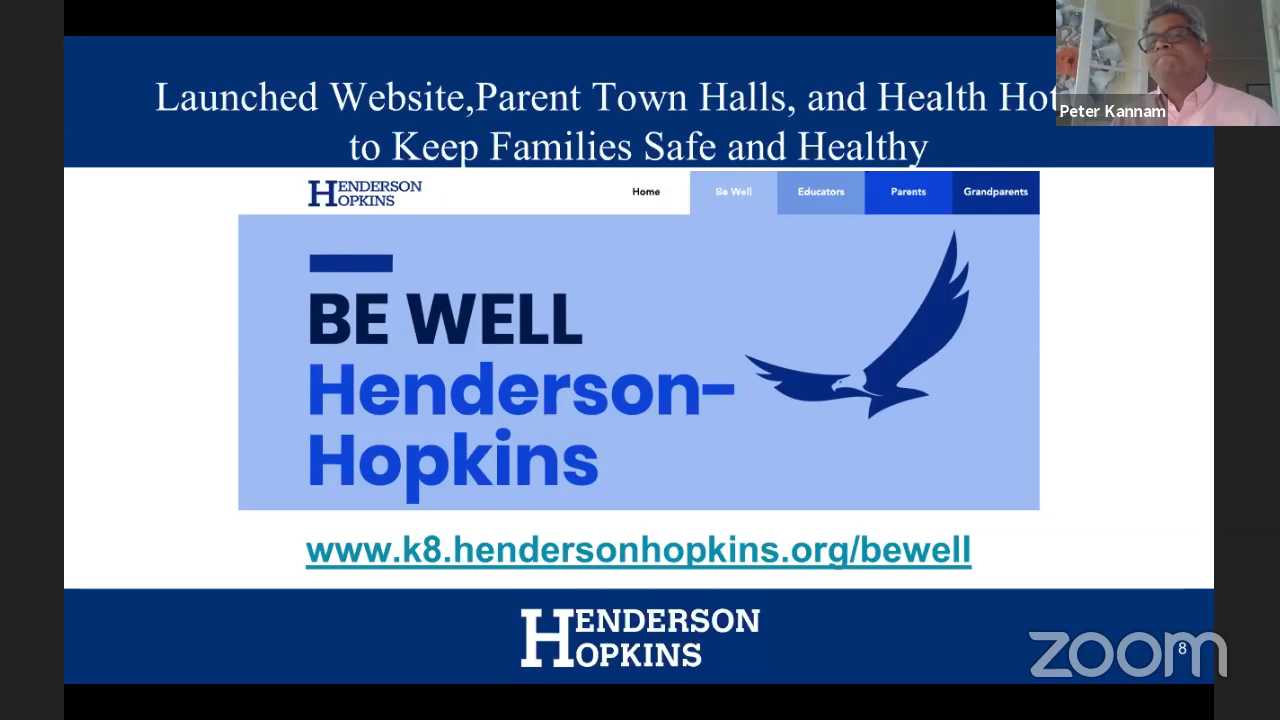 Launched Website,Parent Town Halls, and Health
to Keep Families Safe and Healthy
Peter Kannam
HENDERSON
HOPKINS
Home Be Well Educators Parents Grandparents
BE WELL
Henderson-
Hopkins
www.k8.hendersonhopkins.org/bewell
HENDERSON
HOPKINS
zoom
8